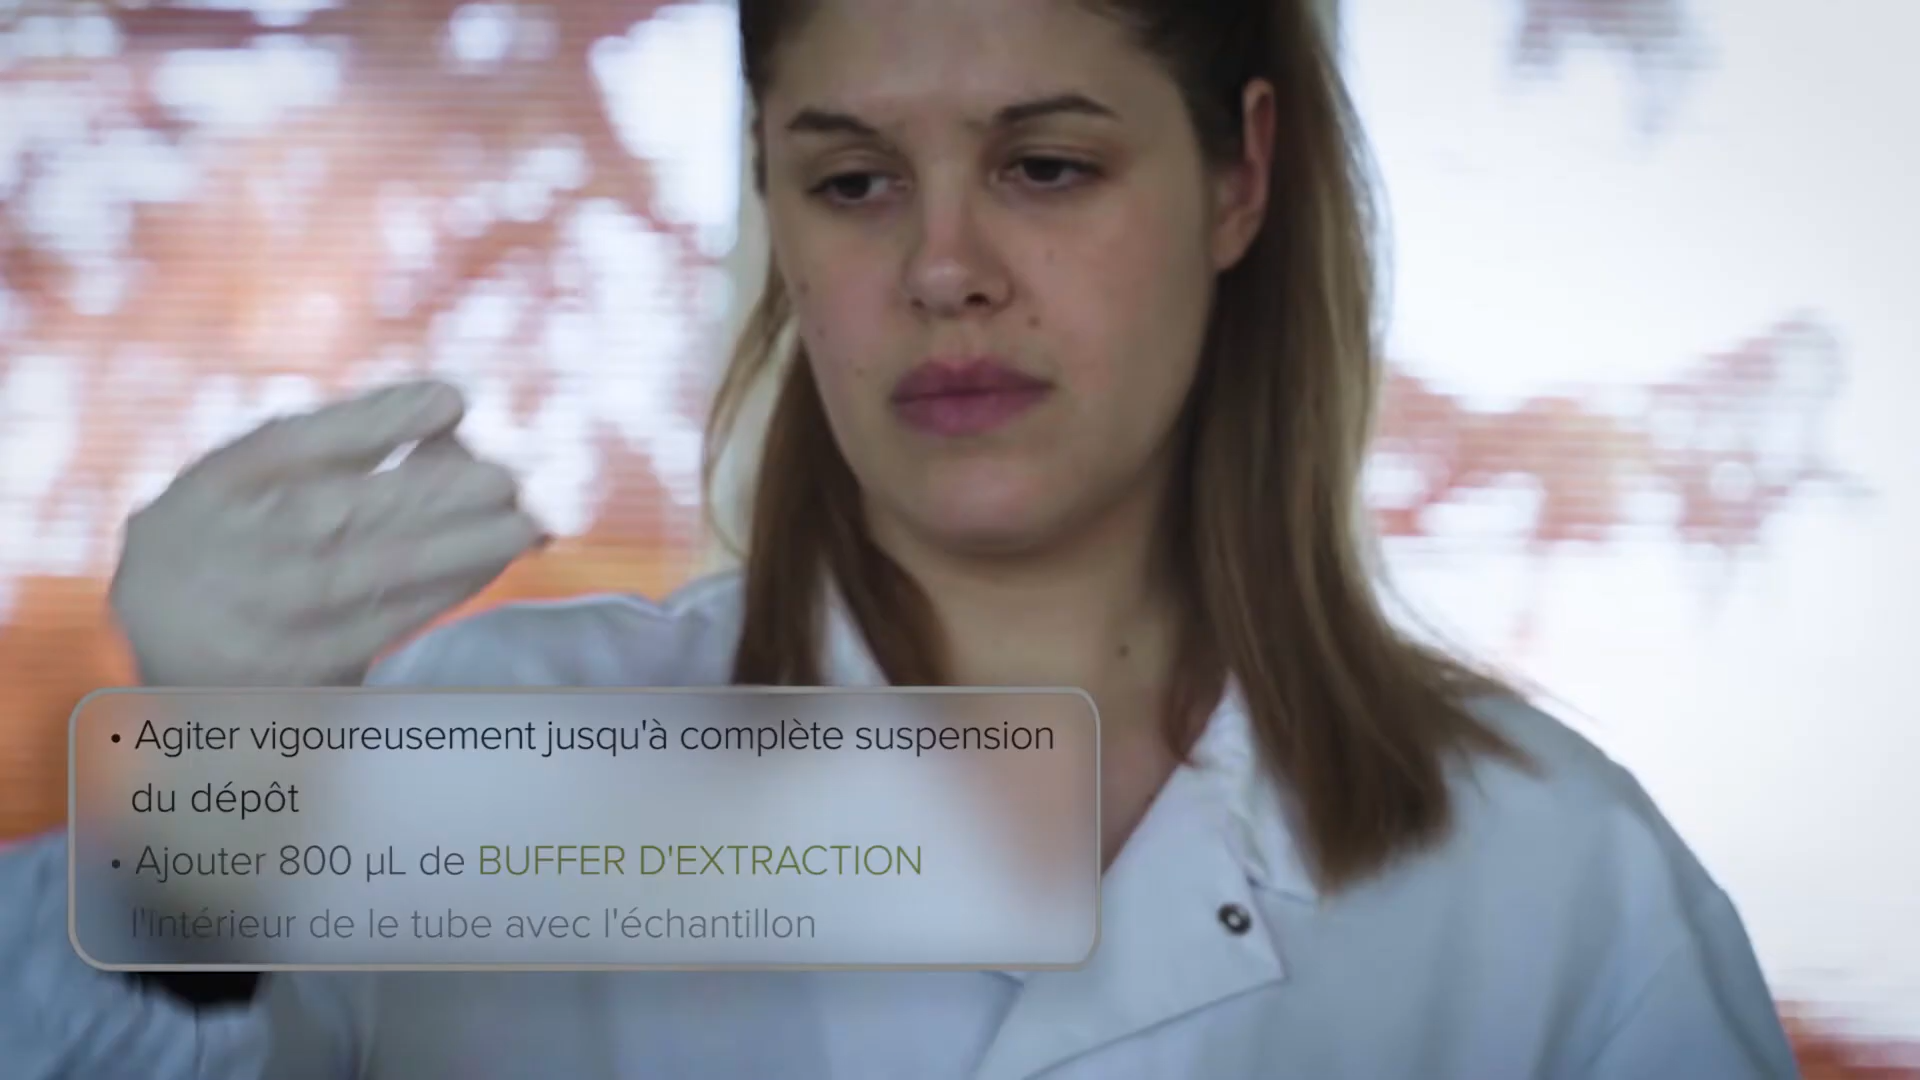 • Agiter vigoureusement jusqu'à complète suspension
du dépôt
• Ajouter 800 µL de BUFFER D'EXTRACTION
l'intérieur de le tube avec l'échantillon